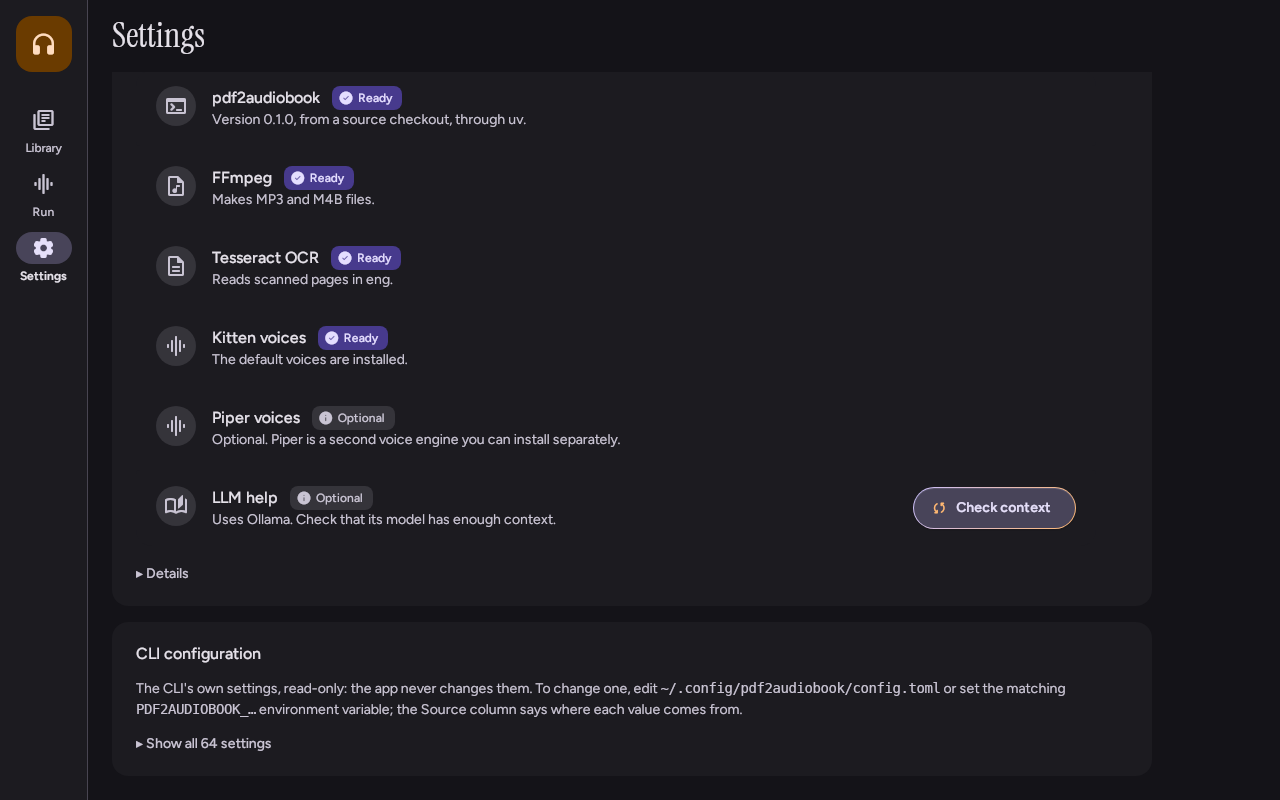 Settings
Library
Run
Settings
pdf2audiobook Ready
Version 0.1.0, from a source checkout, through uv.
FFmpeg Ready
Makes MP3 and M4B files.
Tesseract OCR Ready
Reads scanned pages in eng.
Kitten voices Ready
The default voices are installed.
Piper voices Optional
Optional. Piper is a second voice engine you can install separately.
LLM help Optional
Uses Ollama. Check that its model has enough context.
Check context
▸ Details
CLI configuration
The CLI's own settings, read-only: the app never changes them. To change one, edit ~/.config/pdf2audiobook/config.toml or set the matching
PDF2AUDIOBOOK_… environment variable; the Source column says where each value comes from.
▸ Show all 64 settings